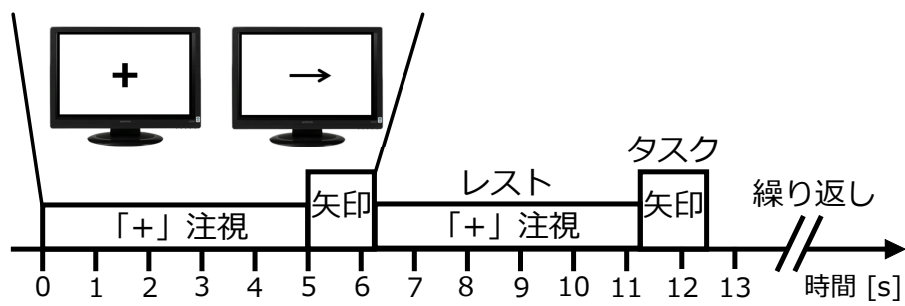 +
→
タスク
レスト
繰り返し
「+」注視
矢印
「+」注視
矢印
0 1 2 3 4 5 6 7 8 9 10 11 12 13
時間 [s]